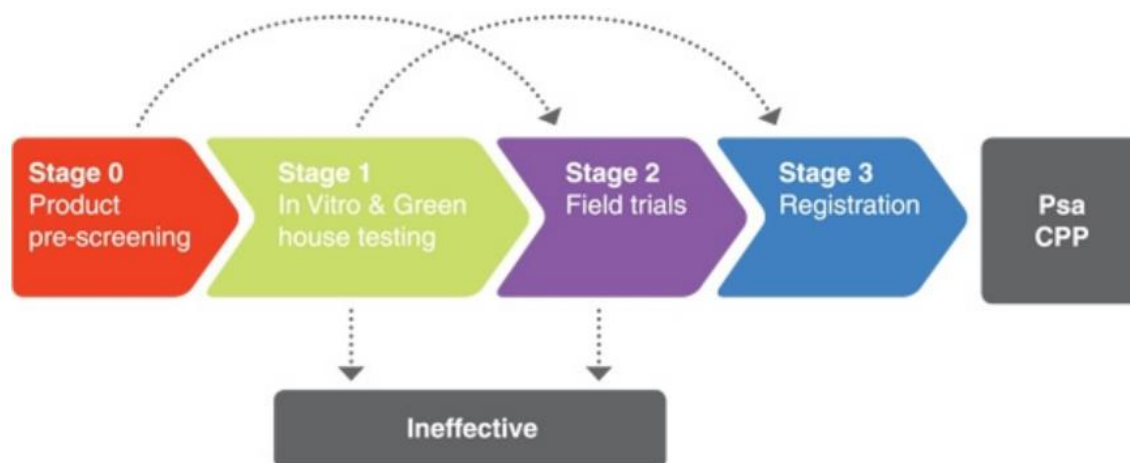 Stage 0
Product
pre-screening
Stage 1
In Vitro & Green
house testing
Stage 2
Field trials
Stage 3
Registration
Psa
CPP
Ineffective